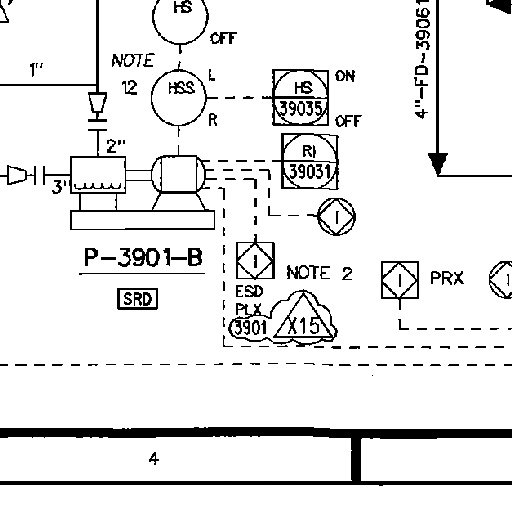 HS
OFF
NOTE
12
1"
L
HSS
R
HS
39035
ON
OFF
4"-FD-39061
2"
3"
RI
39031
I
P-3901-B
SRD
I
NOTE 2
I
PRX
I
ESD
PLX
3901
X15
4